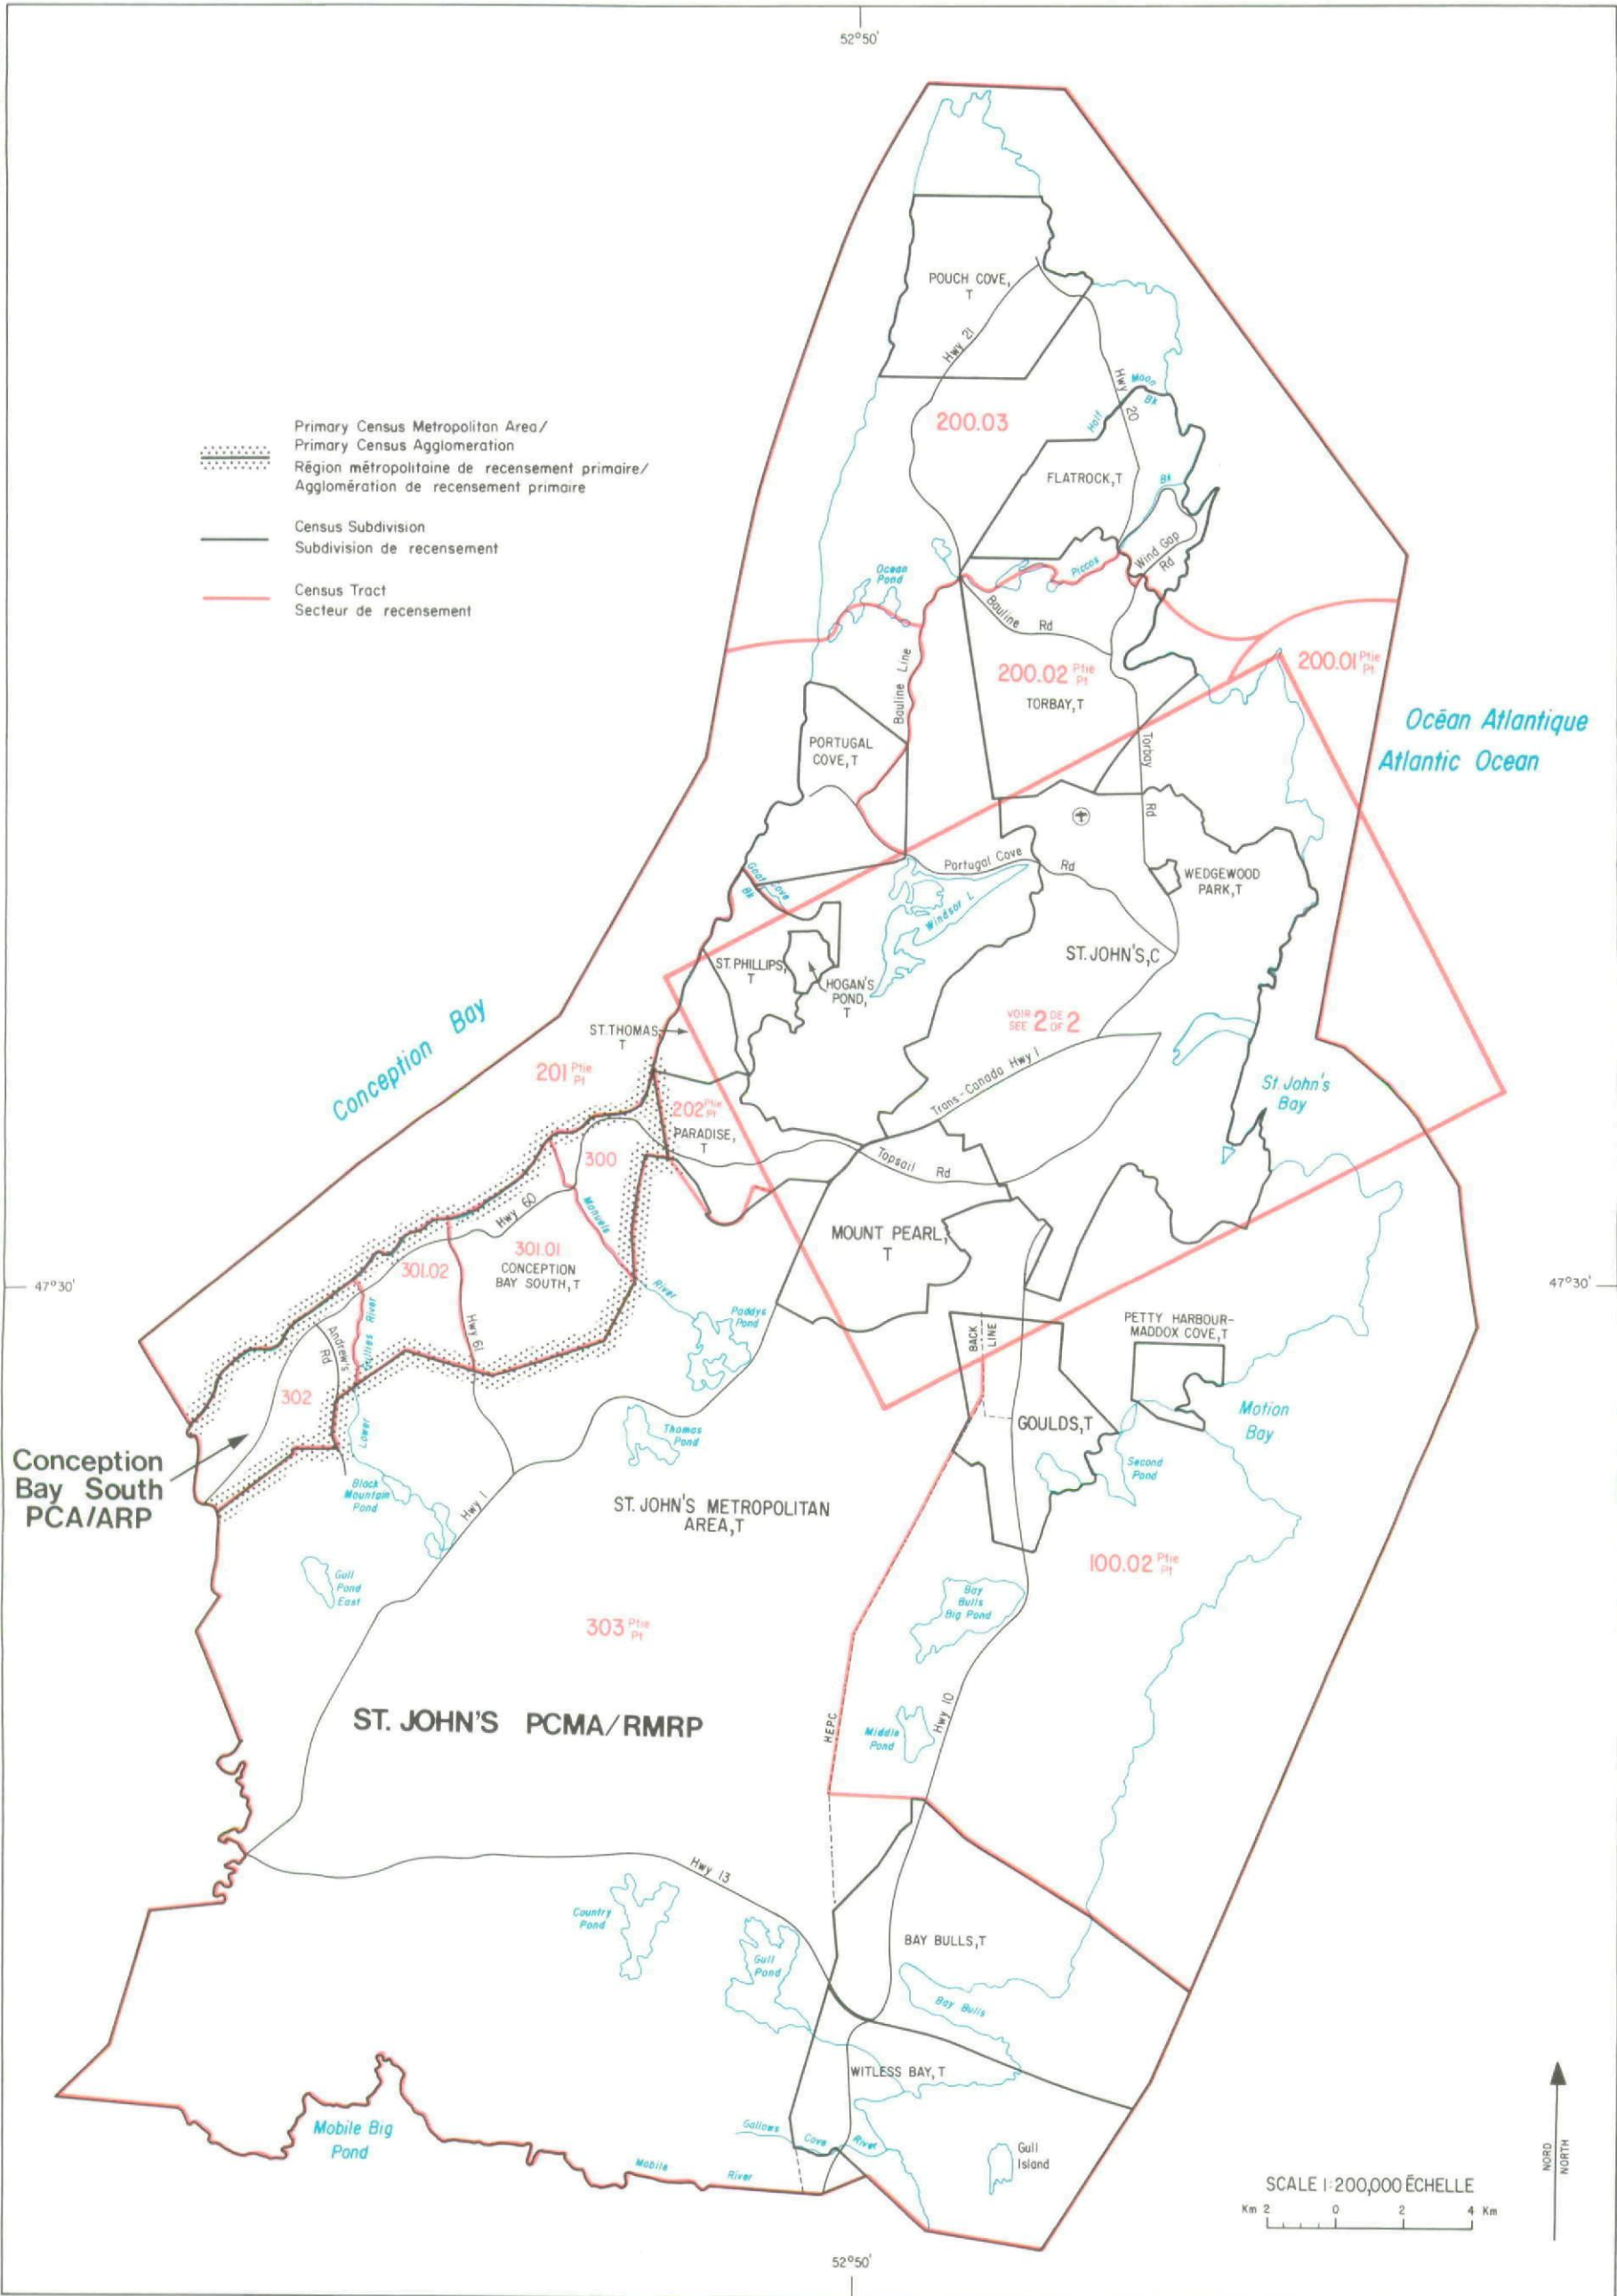 52°50'
Primary Census Metropolitan Area/
Primary Census Agglomeration
Région métropolitaine de recensement primaire/
Agglomération de recensement primaire
Census Subdivision
Subdivision de recensement
Census Tract
Secteur de recensement
POUCH COVE,
T
Hwy 21
Hwy 20
200.03
Half Moon Bk
FLATROCK,T
Bk
Wind Gap
Rd
Piccos
Ocean
Pond
Bauline Rd
Bauline Line
200.02 Ptie
Pt
TORBAY,T
200.01 Ptie
Pt
Océan Atlantique
Atlantic Ocean
PORTUGAL
COVE,T
Torbay
Rd
Portugal Cove Rd
Goat Cove
Bk
Windsor L
WEDGEWOOD
PARK,T
ST. JOHN'S,C
ST. PHILLIPS,
T
HOGAN'S
POND,
T
VOIR 2 DE 2
SEE OF
ST. THOMAS,
T
Conception Bay
201 Ptie
Pt
Trans-Canada Hwy 1
St. John's
Bay
202 Ptie
Pt
PARADISE,
T
Topsail Rd
300
Hwy 60
Manuels
River
301.01
CONCEPTION
BAY SOUTH,T
301.02
MOUNT PEARL,
T
47°30'
47°30'
Hwy 61
Paddys
Pond
Andrews
Rd
Lower Gullies River
302
BACK
LINE
PETTY HARBOUR-
MADDOX COVE,T
Motion
Bay
GOULDS,T
Second
Pond
Thomas
Pond
Conception
Bay South
PCA/ARP
Black
Mountain
Pond
Hwy 1
ST. JOHN'S METROPOLITAN
AREA,T
100.02 Ptie
Pt
Gull
Pond
East
Bay
Bulls
Big Pond
303 Ptie
Pt
ST. JOHN'S PCMA/RMRP
HEPC
Middle
Pond
Hwy 10
Hwy 13
Country
Pond
Gull
Pond
BAY BULLS,T
Bay Bulls
WITLESS BAY,T
Mobile Big
Pond
Gallows Cove River
Mobile River
Gull
Island
NORD
NORTH
SCALE 1:200,000 ÉCHELLE
Km 2 0 2 4 Km
52°50'